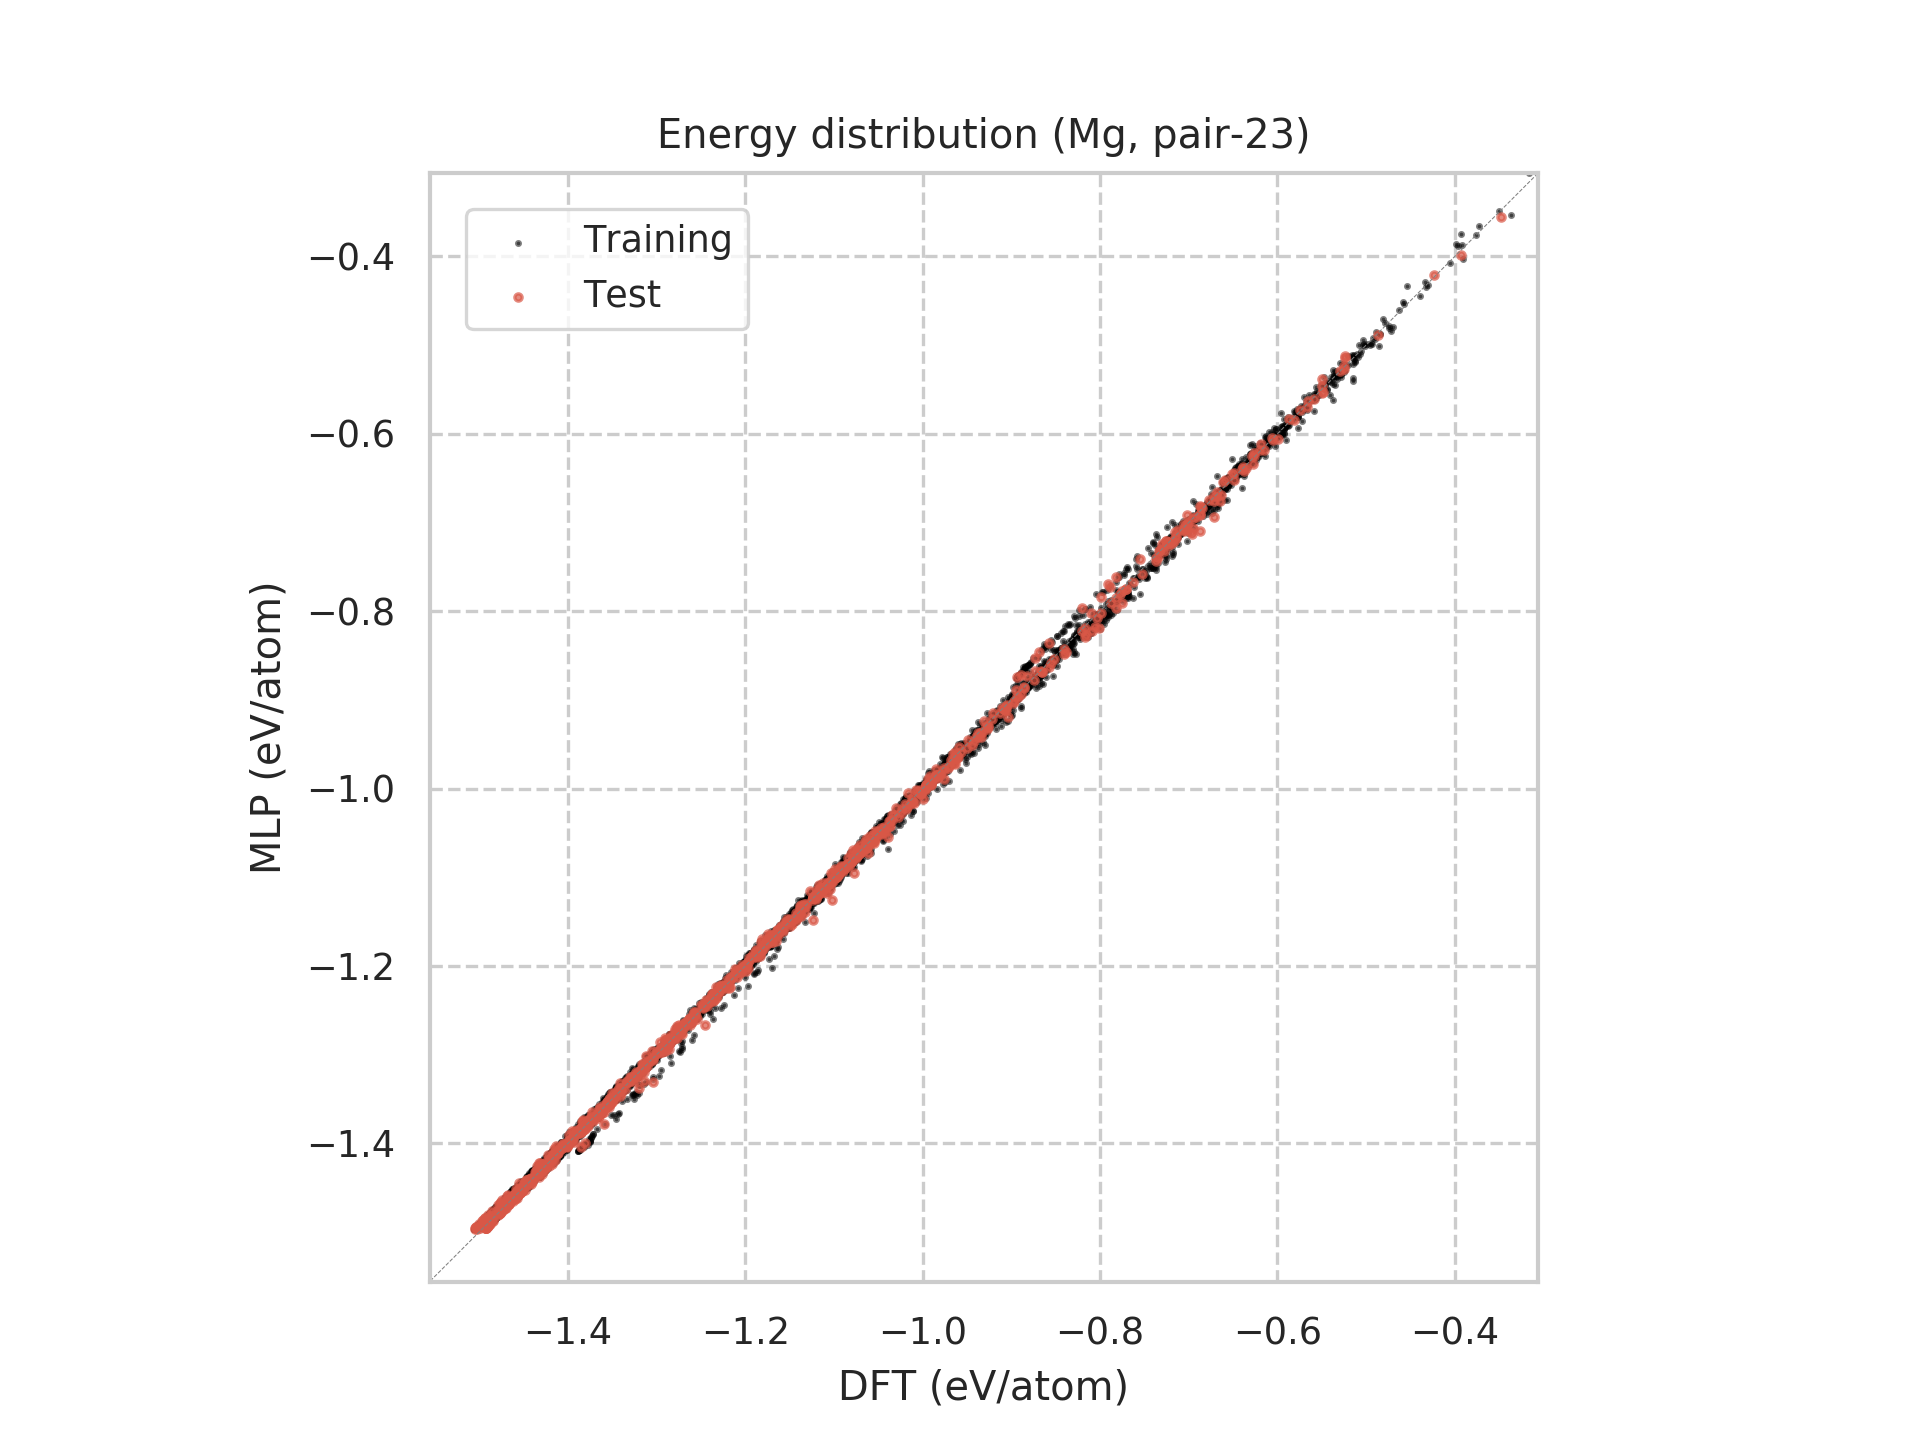 Energy distribution (Mg, pair-23)
Training
Test
MLP (eV/atom)
−0.4
−0.6
−0.8
−1.0
−1.2
−1.4
−1.4 −1.2 −1.0 −0.8 −0.6 −0.4
DFT (eV/atom)